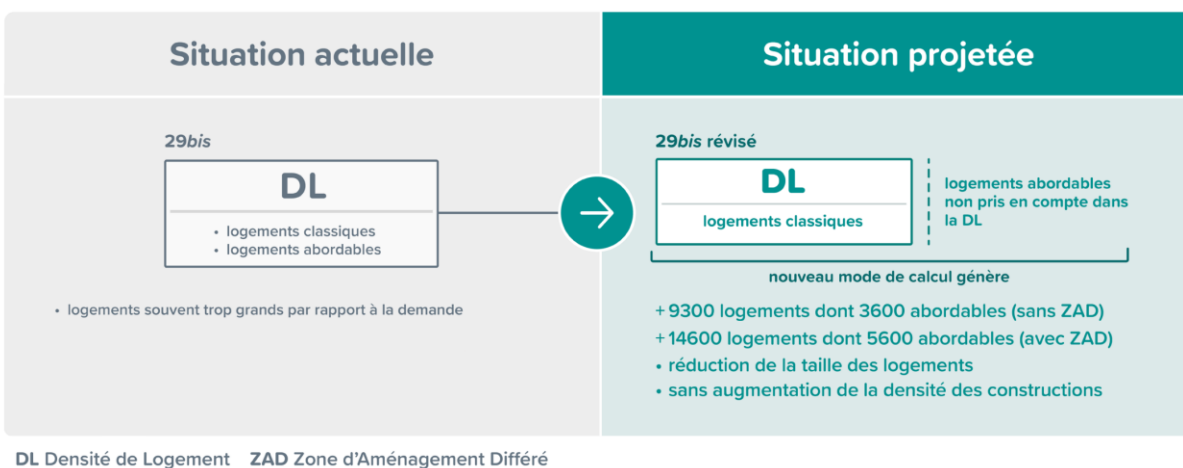 Situation actuelle
29bis
DL
• logements classiques
• logements abordables
• logements souvent trop grands par rapport à la demande
Situation projetée
29bis révisé
DL
logements classiques
logements abordables
non pris en compte dans
la DL
nouveau mode de calcul génère
+ 9300 logements dont 3600 abordables (sans ZAD)
+ 14600 logements dont 5600 abordables (avec ZAD)
• réduction de la taille des logements
• sans augmentation de la densité des constructions
DL Densité de Logement ZAD Zone d'Aménagement Différé